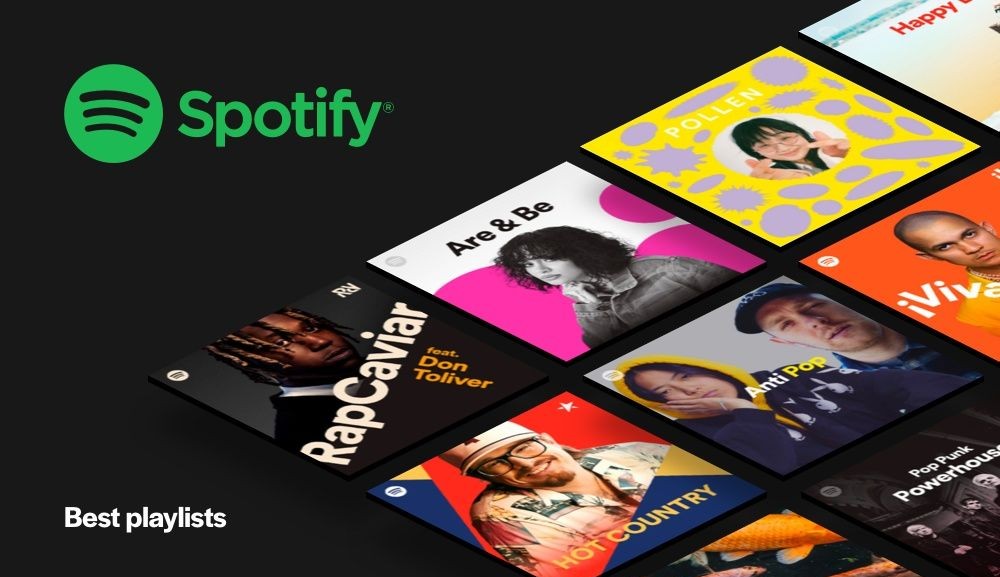 Spotify®
Happy
POLLEN
Are & Be
¡Viva
RapCaviar
feat.
Don
Toliver
Anti Pop
HOT COUNTRY
Pop Punk
Powerhouse
Best playlists